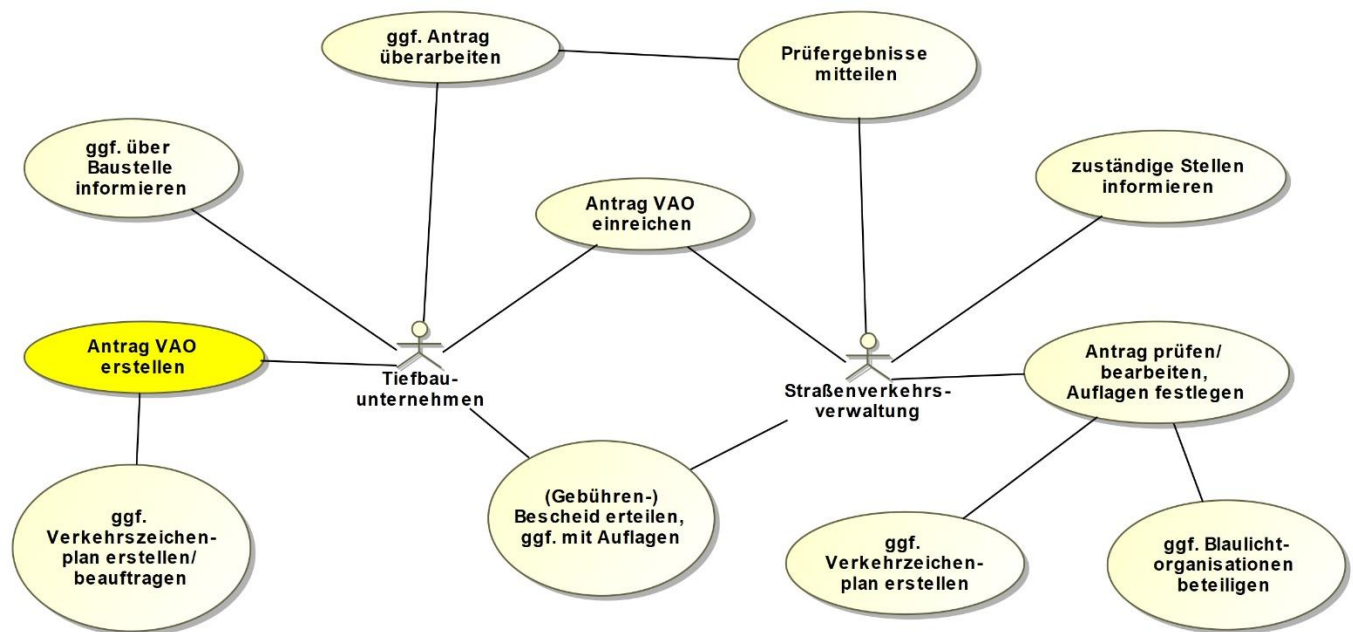 ggf. Antrag
überarbeiten
Prüfergebnisse
mitteilen
ggf. über
Baustelle
informieren
zuständige Stellen
informieren
Antrag VAO
einreichen
Antrag VAO
erstellen
Tiefbau-
unternehmen
Straßenverkehrs-
verwaltung
Antrag prüfen/
bearbeiten,
Auflagen festlegen
ggf.
Verkehrszeichen-
plan erstellen/
beauftragen
(Gebühren-)
Bescheid erteilen,
ggf. mit Auflagen
ggf.
Verkehrzeichen-
plan erstellen
ggf. Blaulicht-
organisationen
beteiligen